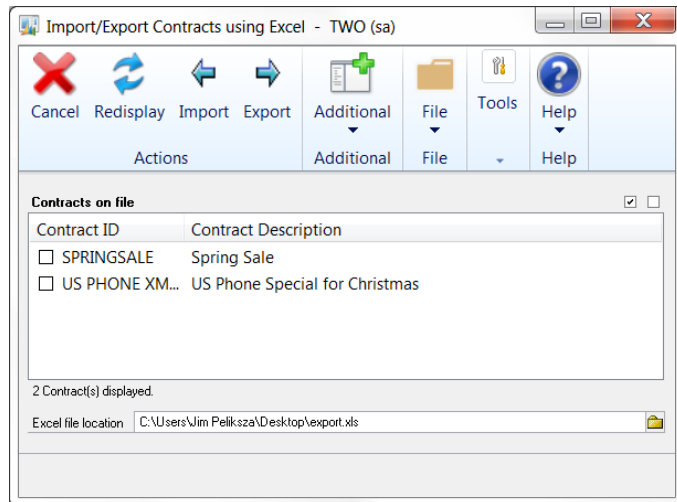 Import/Export Contracts using Excel - TWO (sa)
Cancel Redisplay Import Export Additional File Tools Help
Actions Additional File Help
Contracts on file
Contract ID Contract Description
SPRINGSALE Spring Sale
US PHONE XM... US Phone Special for Christmas
2 Contract(s) displayed.
Excel file location C:\Users\Jim Peliksza\Desktop\export.xls